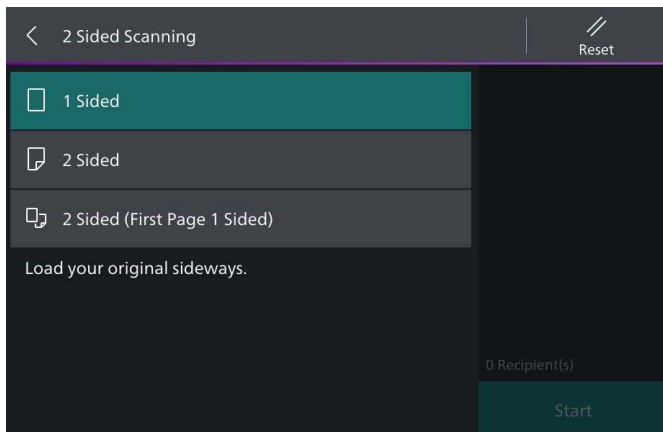 2 Sided Scanning
Reset
1 Sided
2 Sided
2 Sided (First Page 1 Sided)
Load your original sideways.
0 Recipient(s)
Start